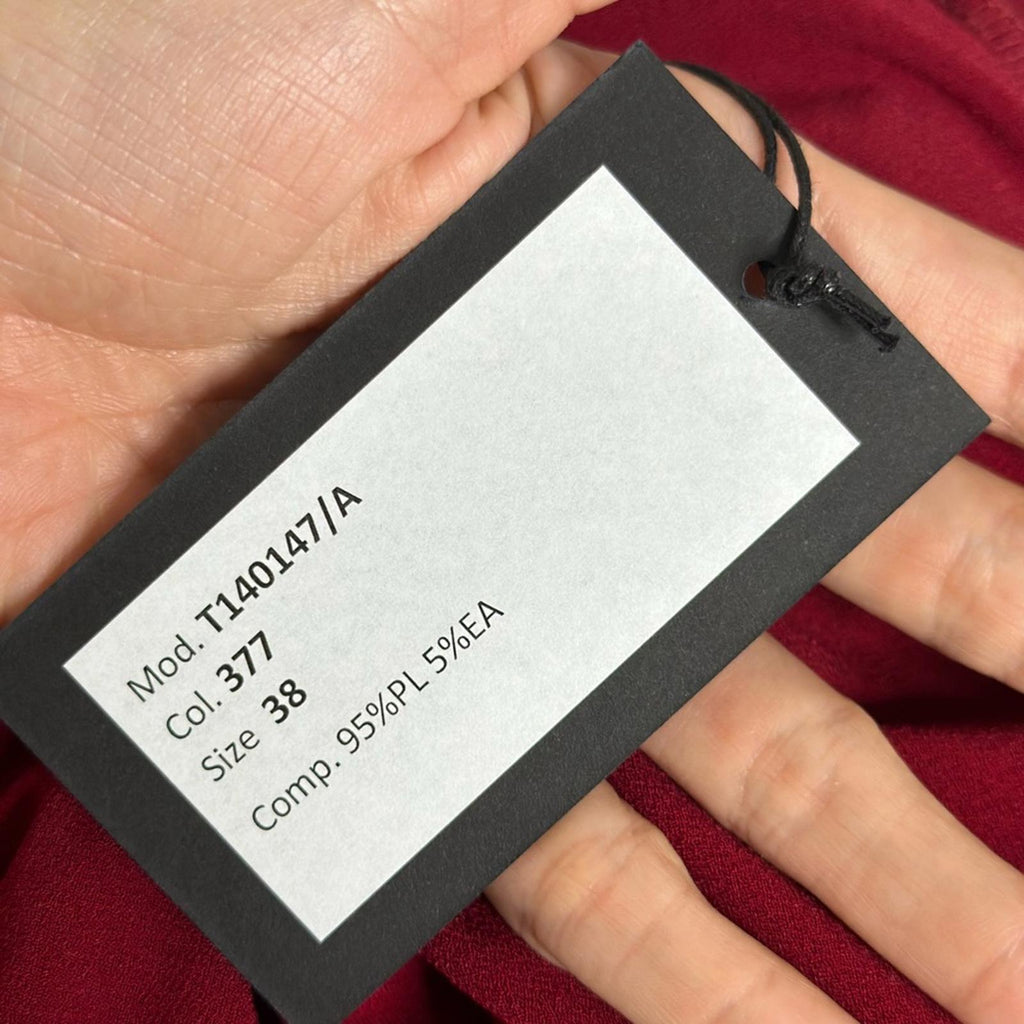 Mod. T140147/A
Col. 377
Size 38
Comp. 95%PL 5%EA